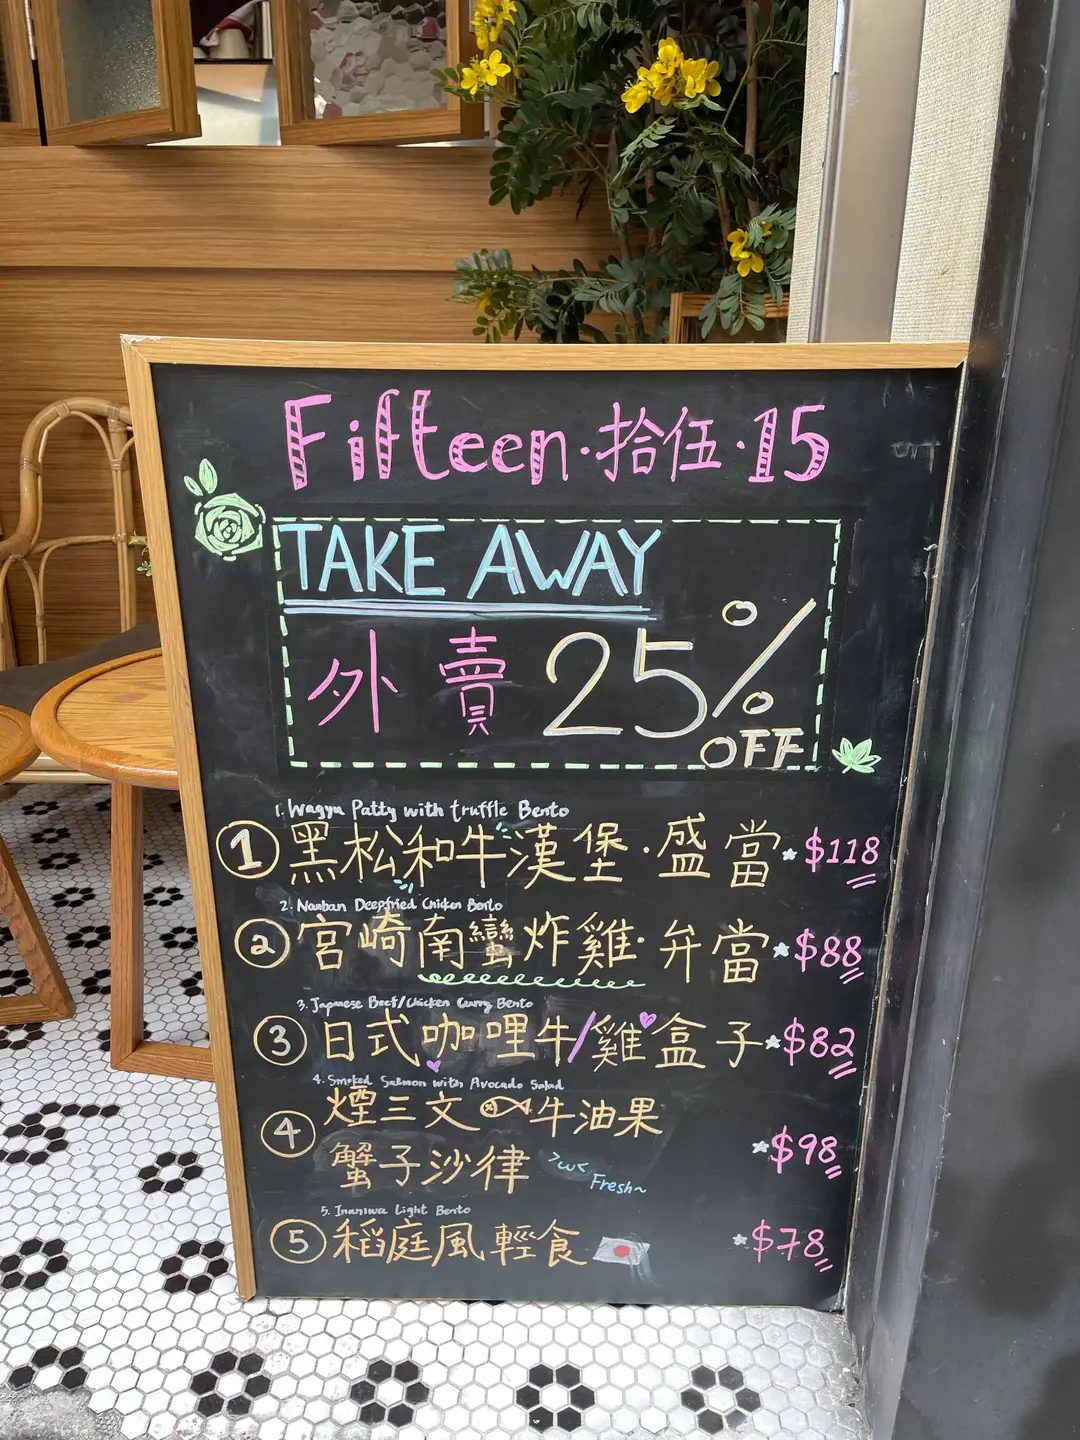 Fifteen·拾伍·15
TAKE AWAY
外賣 25%
OFF
1. Wagyu Patty with truffle Bento
① 黑松和牛漢堡·盛當 $118
2. Nanban Deepfried Chicken Bento
② 宮崎南蠻炸雞·弁當 $88
3. Japanese Beef/Chicken Curry Bento
③ 日式咖哩牛/雞盒子 $82
4. Smoked Salmon with Avocado Salad
④ 煙三文 牛油果
蟹子沙律 >w< $98
Fresh~
5. Inaniwa Light Bento
⑤ 稻庭風輕食 $78